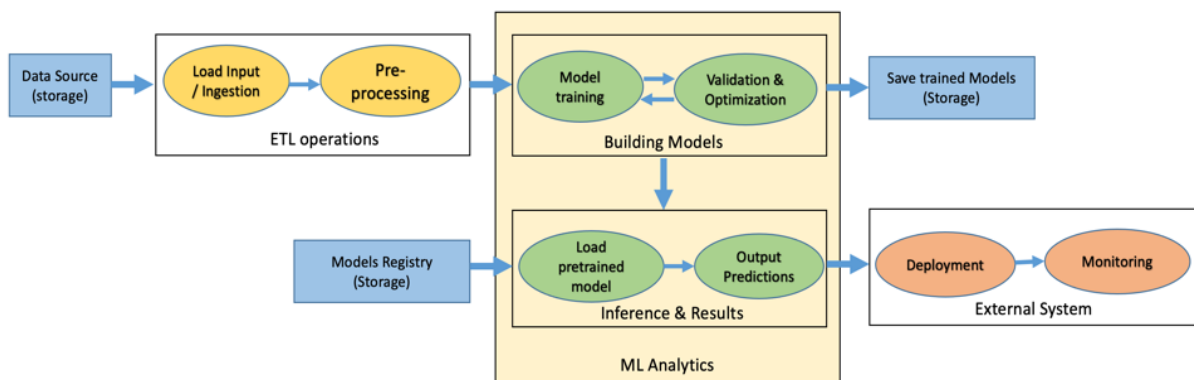 Data Source
(storage)
Load Input
/ Ingestion
Pre-
processing
ETL operations
Model
training
Validation &
Optimization
Building Models
Save trained Models
(Storage)
Models Registry
(Storage)
Load
pretrained
model
Output
Predictions
Inference & Results
Deployment
Monitoring
External System
ML Analytics